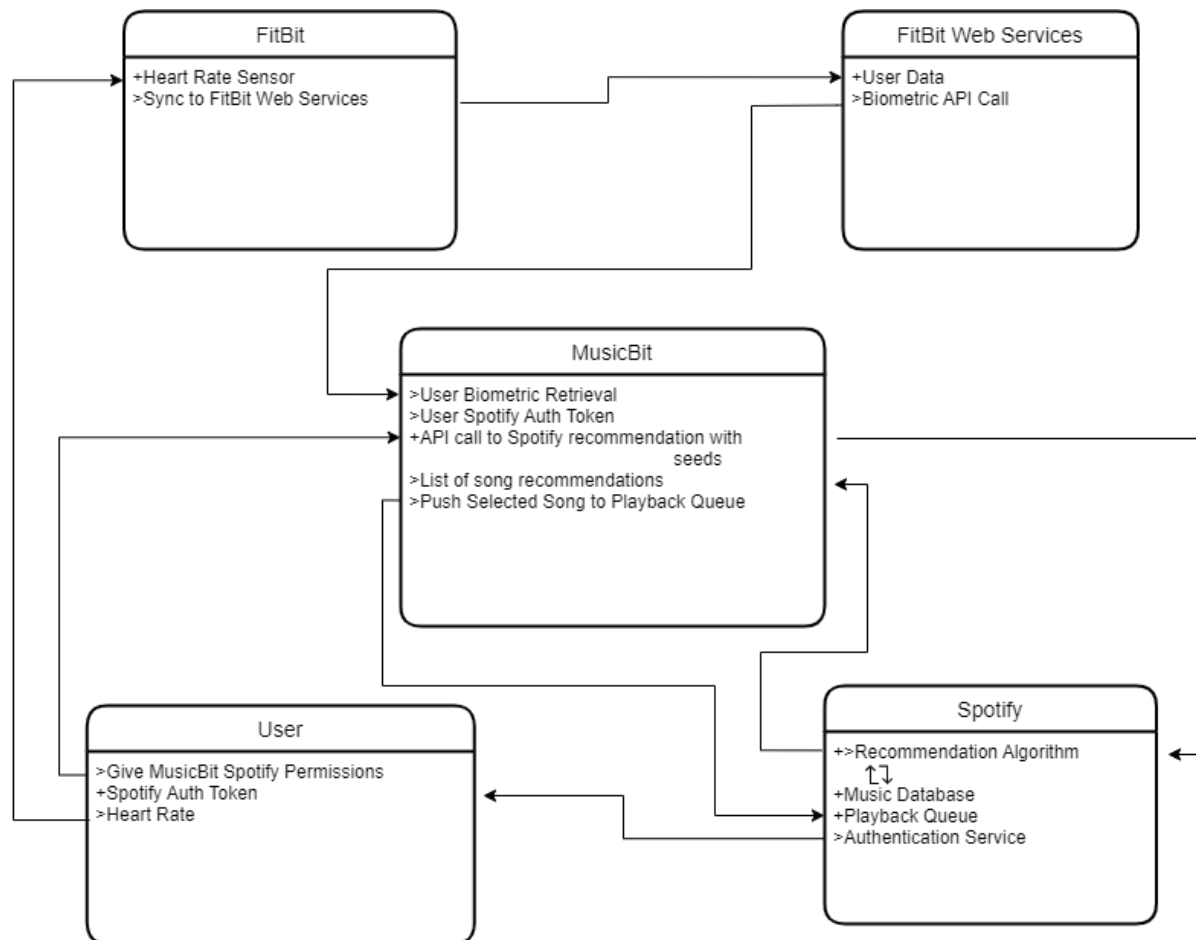 FitBit
+Heart Rate Sensor
>Sync to FitBit Web Services
FitBit Web Services
+User Data
>Biometric API Call
MusicBit
>User Biometric Retrieval
>User Spotify Auth Token
+API call to Spotify recommendation with
seeds
>List of song recommendations
>Push Selected Song to Playback Queue
User
>Give MusicBit Spotify Permissions
+Spotify Auth Token
>Heart Rate
Spotify
+>Recommendation Algorithm
+Music Database
+Playback Queue
>Authentication Service